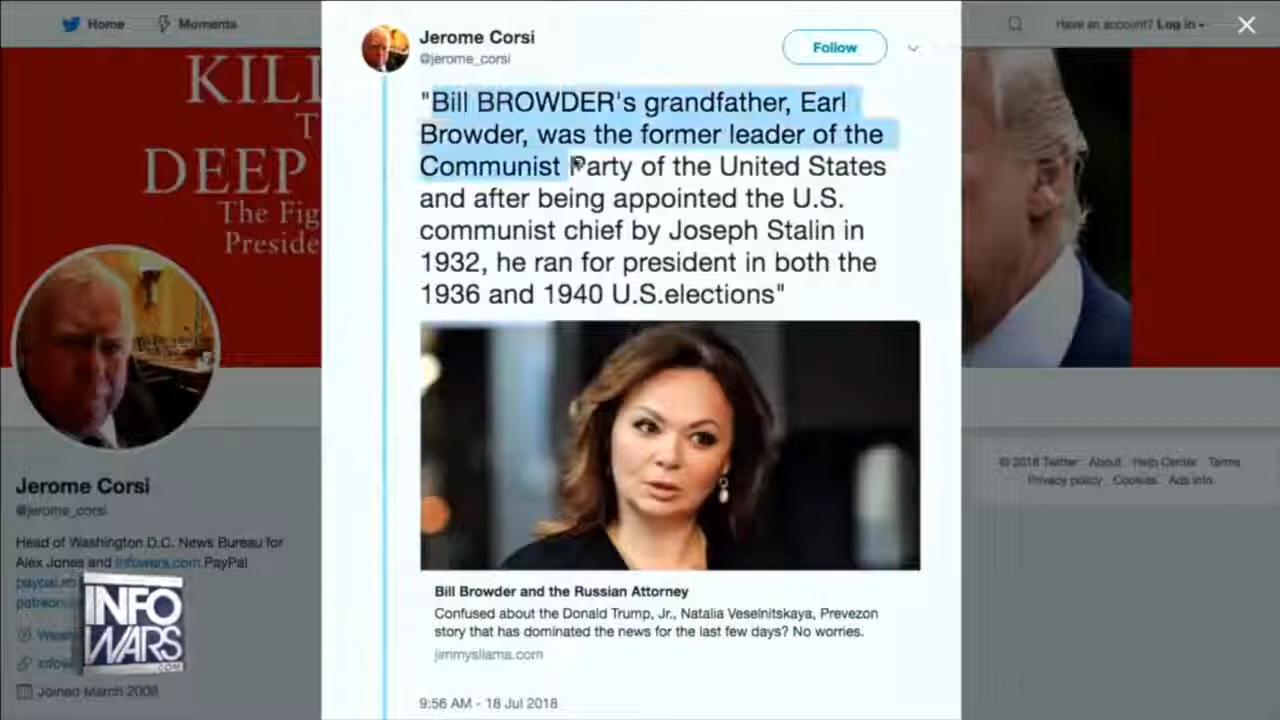 Home
Moments
Have an account? Log in
KILL
T
DEEP
The Fig
Preside
Jerome Corsi
@jerome_corsi
Follow
"Bill BROWDER's grandfather, Earl
Browder, was the former leader of the
Communist Party of the United States
and after being appointed the U.S.
communist chief by Joseph Stalin in
1932, he ran for president in both the
1936 and 1940 U.S.elections"
Bill Browder and the Russian Attorney
Confused about the Donald Trump, Jr., Natalia Veselnitskaya, Prevezon
story that has dominated the news for the last few days? No worries.
jimmysllama.com
9:56 AM - 18 Jul 2018
Jerome Corsi
@jerome_corsi
Head of Washington D.C. News Bureau for
Alex Jones and Infowars.com PayPal
Joined March 2009
INFO
WARS
.COM
© 2018 Twitter About Help Center Terms
Privacy policy Cookies Ads info